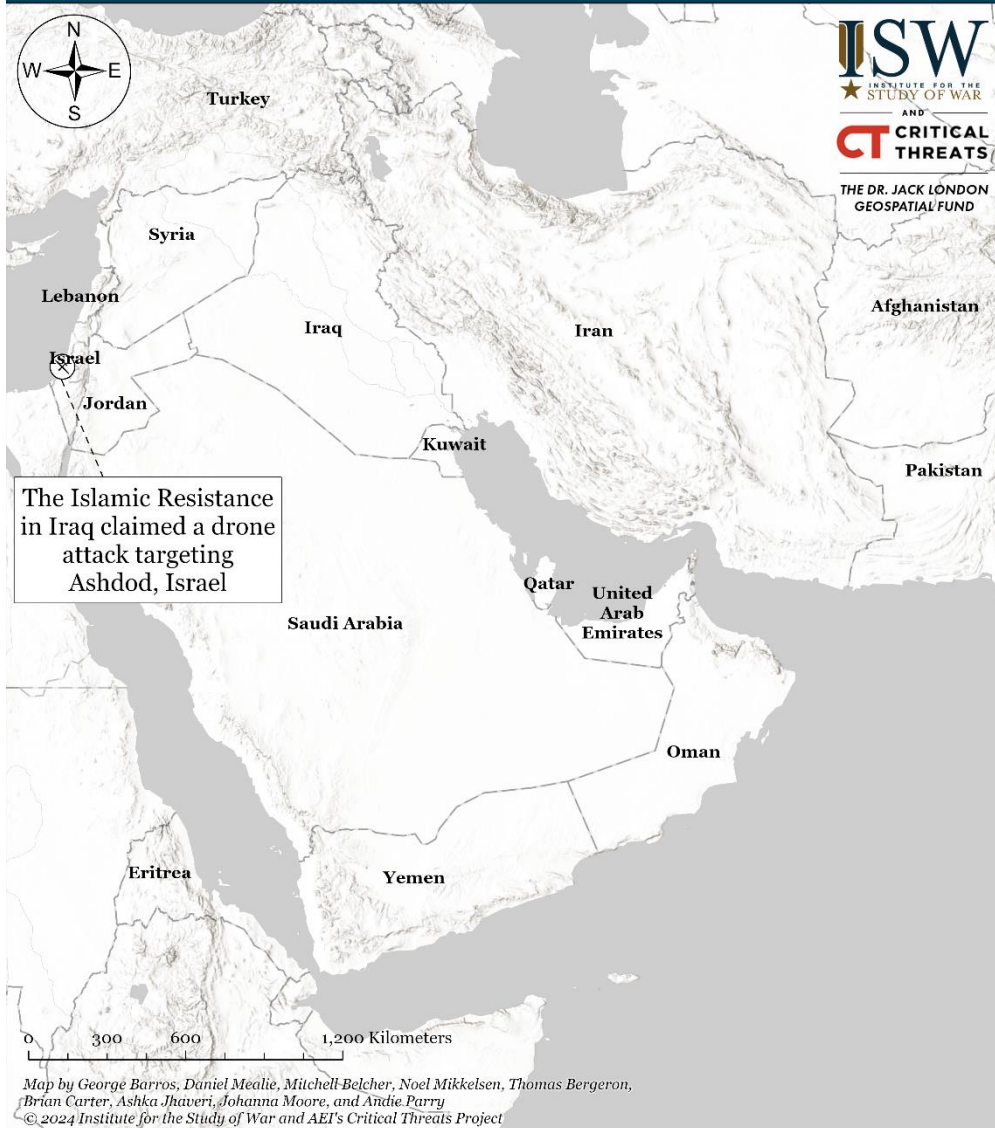 N
W E
S
ISW
INSTITUTE FOR THE
STUDY OF WAR
AND
CT CRITICAL
THREATS
THE DR. JACK LONDON
GEOSPATIAL FUND
Turkey
Syria
Lebanon
Iraq
Iran
Afghanistan
Israel
Jordan
Kuwait
Pakistan
The Islamic Resistance
in Iraq claimed a drone
attack targeting
Ashdod, Israel
Qatar
United
Arab
Emirates
Saudi Arabia
Oman
Eritrea
Yemen
0 300 600 1,200 Kilometers
Map by George Barros, Daniel Mealie, Mitchell Belcher, Noel Mikkelsen, Thomas Bergeron,
Brian Carter, Ashka Jhaveri, Johanna Moore, and Andie Parry
© 2024 Institute for the Study of War and AEI's Critical Threats Project